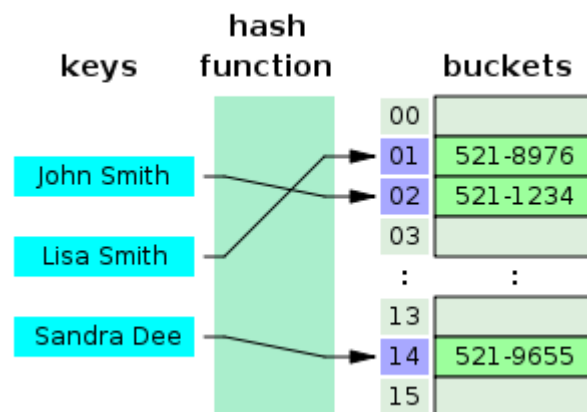 keys
hash
function
buckets
John Smith
Lisa Smith
Sandra Dee
00
01 521-8976
02 521-1234
03
: :
13
14 521-9655
15